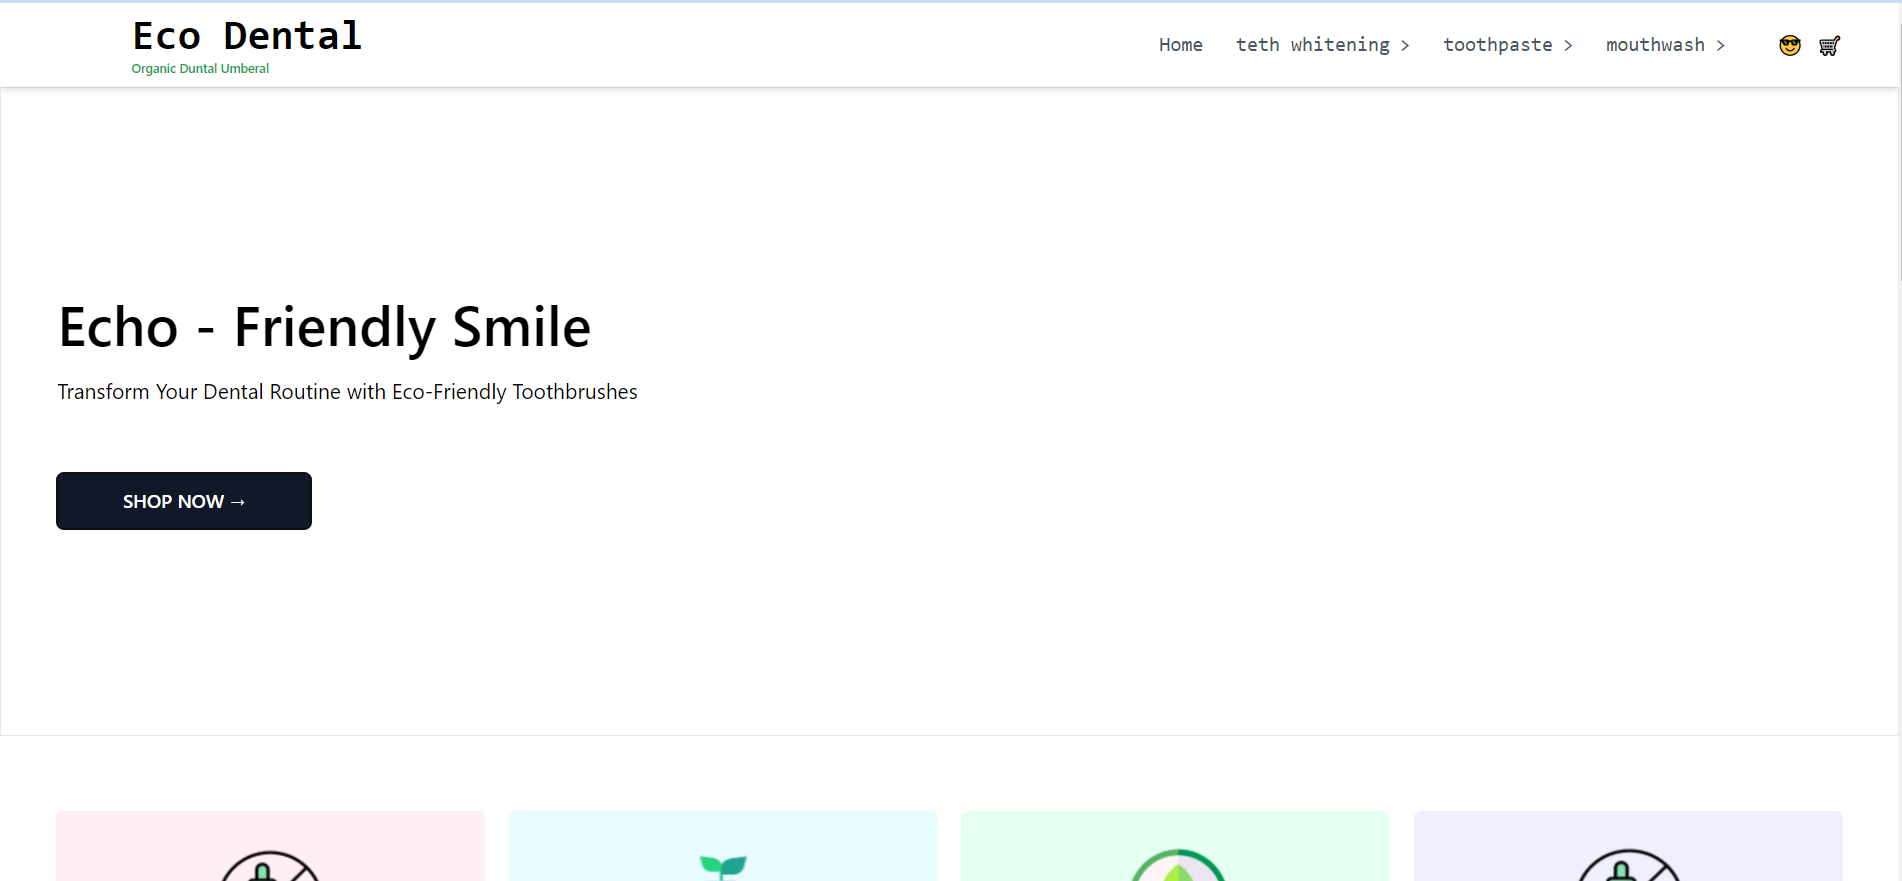 Eco Dental
Organic Duntal Umberal
Home teth whitening > toothpaste > mouthwash >
Echo - Friendly Smile
Transform Your Dental Routine with Eco-Friendly Toothbrushes
SHOP NOW →